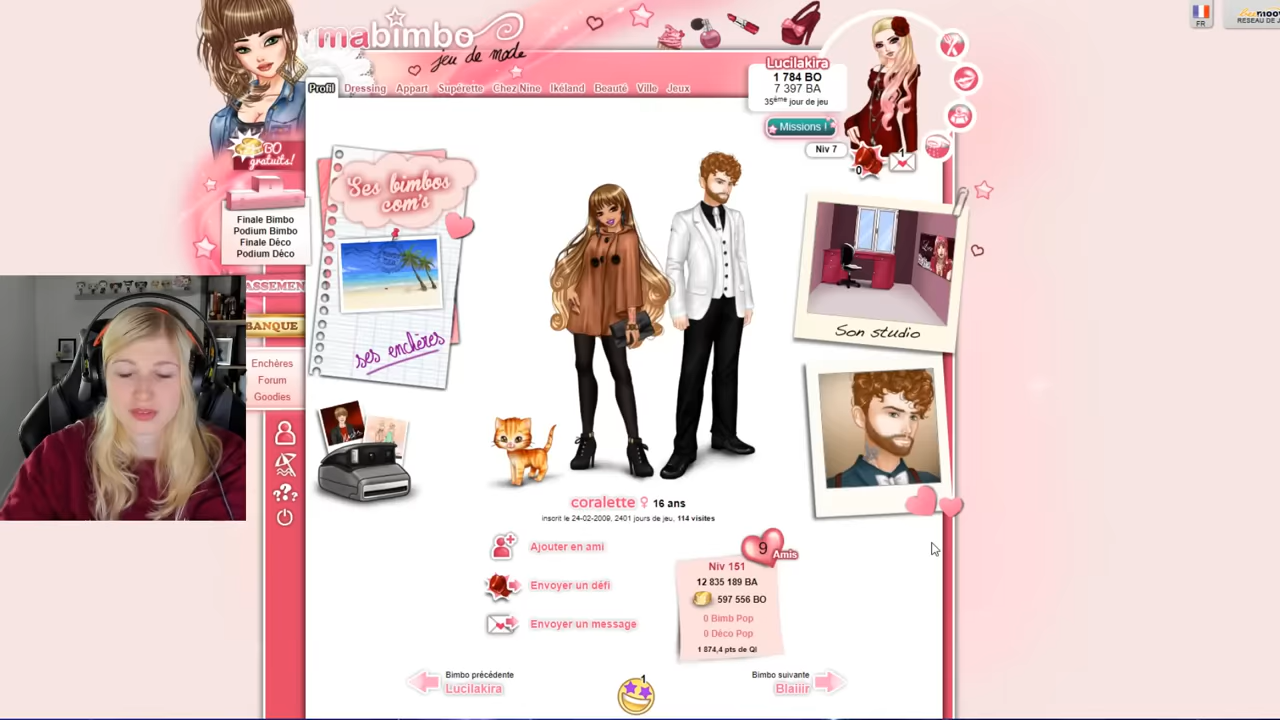 mabimbo
jeu de mode
Profil
Dressing
Appart
Supérette
Chez Nine
Ikéland
Beauté
Ville
Jeux
Lucilakira
1 784 BO
7 397 BA
35ème jour de jeu
Missions !
Niv 7
0
1
FR
BO
gratuits!
Finale Bimbo
Podium Bimbo
Finale Déco
Podium Déco
ASSEMEN
BANQUE
Enchères
Forum
Goodies
Ses bimbos
com's
ses enchères
Son studio
coralette ♀ 16 ans
inscrit le 24-02-2009, 2401 jours de jeu, 114 visites
Ajouter en ami
Envoyer un défi
Envoyer un message
9 Amis
Niv 151
12 835 189 BA
597 556 BO
0 Bimb Pop
0 Déco Pop
1 874,4 pts de QI
Bimbo précédente
Lucilakira
1
Bimbo suivante
Blaiiir